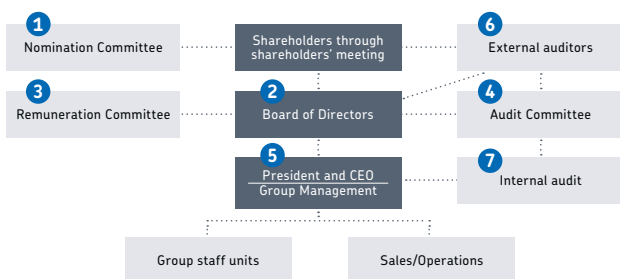 1
Nomination Committee
Shareholders through
shareholders' meeting
6
External auditors
3
Remuneration Committee
2
Board of Directors
4
Audit Committee
5
President and CEO
Group Management
7
Internal audit
Group staff units
Sales/Operations